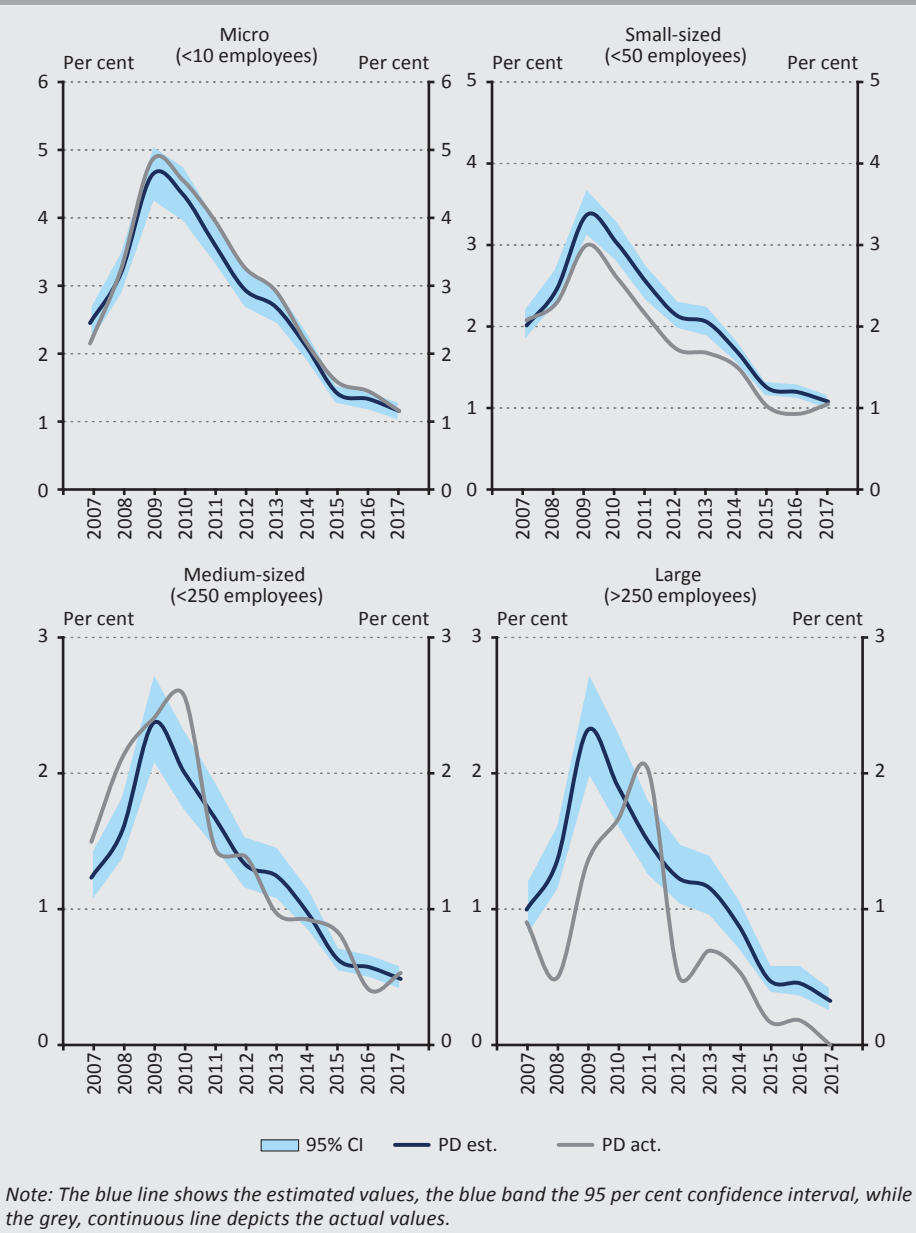 Micro
(<10 employees)
Per cent Per cent
6 6
5 5
4 4
3 3
2 2
1 1
0 0
2007 2008 2009 2010 2011 2012 2013 2014 2015 2016 2017
Small-sized
(<50 employees)
Per cent Per cent
5 5
4 4
3 3
2 2
1 1
0 0
2007 2008 2009 2010 2011 2012 2013 2014 2015 2016 2017
Medium-sized
(<250 employees)
Per cent Per cent
3 3
2 2
1 1
0 0
2007 2008 2009 2010 2011 2012 2013 2014 2015 2016 2017
Large
(>250 employees)
Per cent Per cent
3 3
2 2
1 1
0 0
2007 2008 2009 2010 2011 2012 2013 2014 2015 2016 2017
95% CI PD est. PD act.
Note: The blue line shows the estimated values, the blue band the 95 per cent confidence interval, while
the grey, continuous line depicts the actual values.